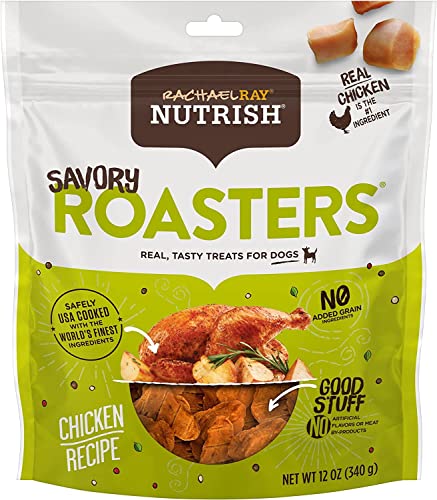 RACHAEL RAY®
NUTRISH®
REAL
CHICKEN
IS THE
#1
INGREDIENT
SAVORY
ROASTERS®
REAL, TASTY TREATS FOR DOGS
SAFELY
USA COOKED
WITH THE
WORLD'S FINEST
INGREDIENTS
NO
ADDED GRAIN
INGREDIENTS
CHICKEN
RECIPE
GOOD
STUFF
NO ARTIFICIAL
FLAVORS OR MEAT
BY-PRODUCTS
NET WT 12 OZ (340g)